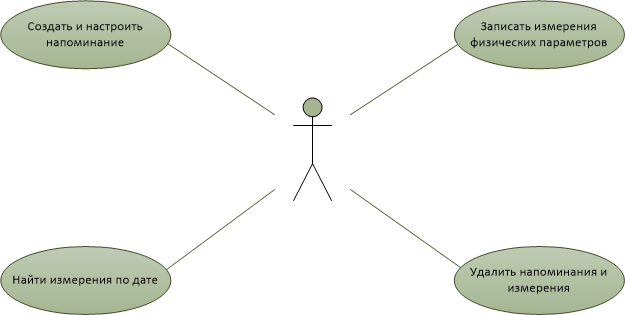 Создать и настроить
напоминание
Записать измерения
физических параметров
Найти измерения по дате
Удалить напоминания и
измерения